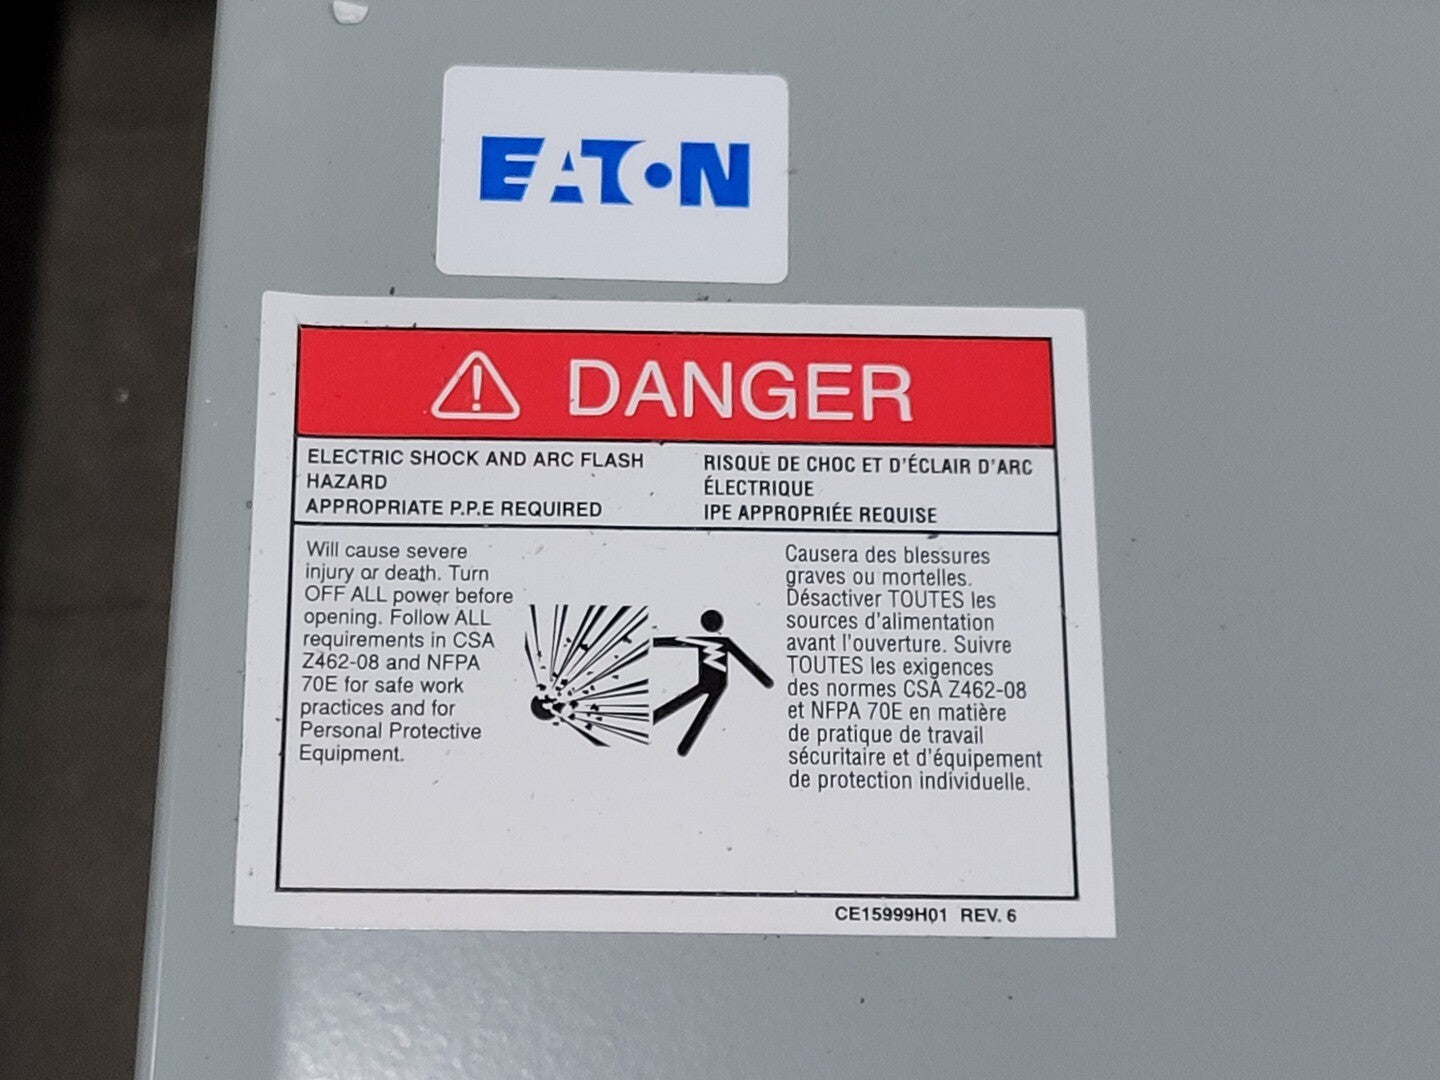 EATON
DANGER
ELECTRIC SHOCK AND ARC FLASH
HAZARD
APPROPRIATE P.P.E REQUIRED
RISQUE DE CHOC ET D'ÉCLAIR D'ARC
ÉLECTRIQUE
IPE APPROPRIÉE REQUISE
Will cause severe
injury or death. Turn
OFF ALL power before
opening. Follow ALL
requirements in CSA
Z462-08 and NFPA
70E for safe work
practices and for
Personal Protective
Equipment.
Causera des blessures
graves ou mortelles.
Désactiver TOUTES les
sources d'alimentation
avant l'ouverture. Suivre
TOUTES les exigences
des normes CSA Z462-08
et NFPA 70E en matière
de pratique de travail
sécuritaire et d'équipement
de protection individuelle.
CE15999H01 REV. 6